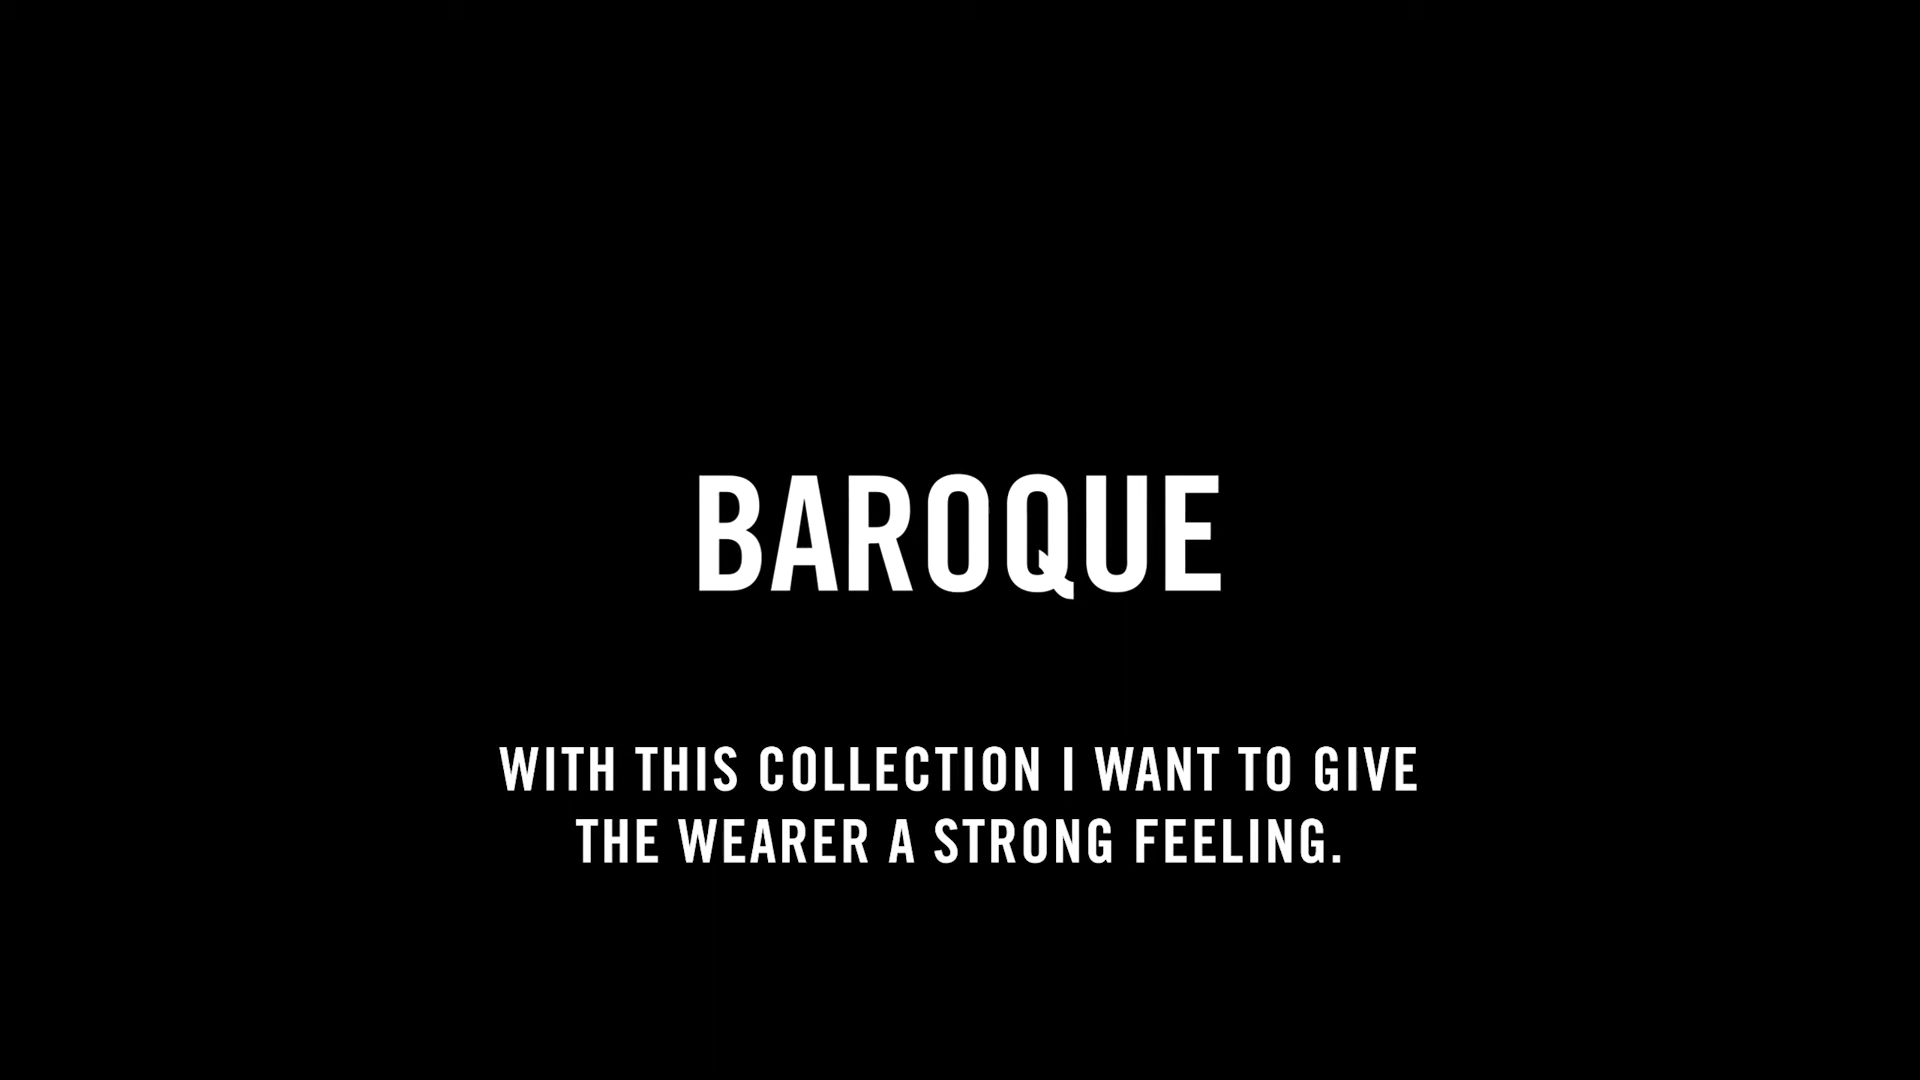 BAROQUE
WITH THIS COLLECTION I WANT TO GIVE
THE WEARER A STRONG FEELING.